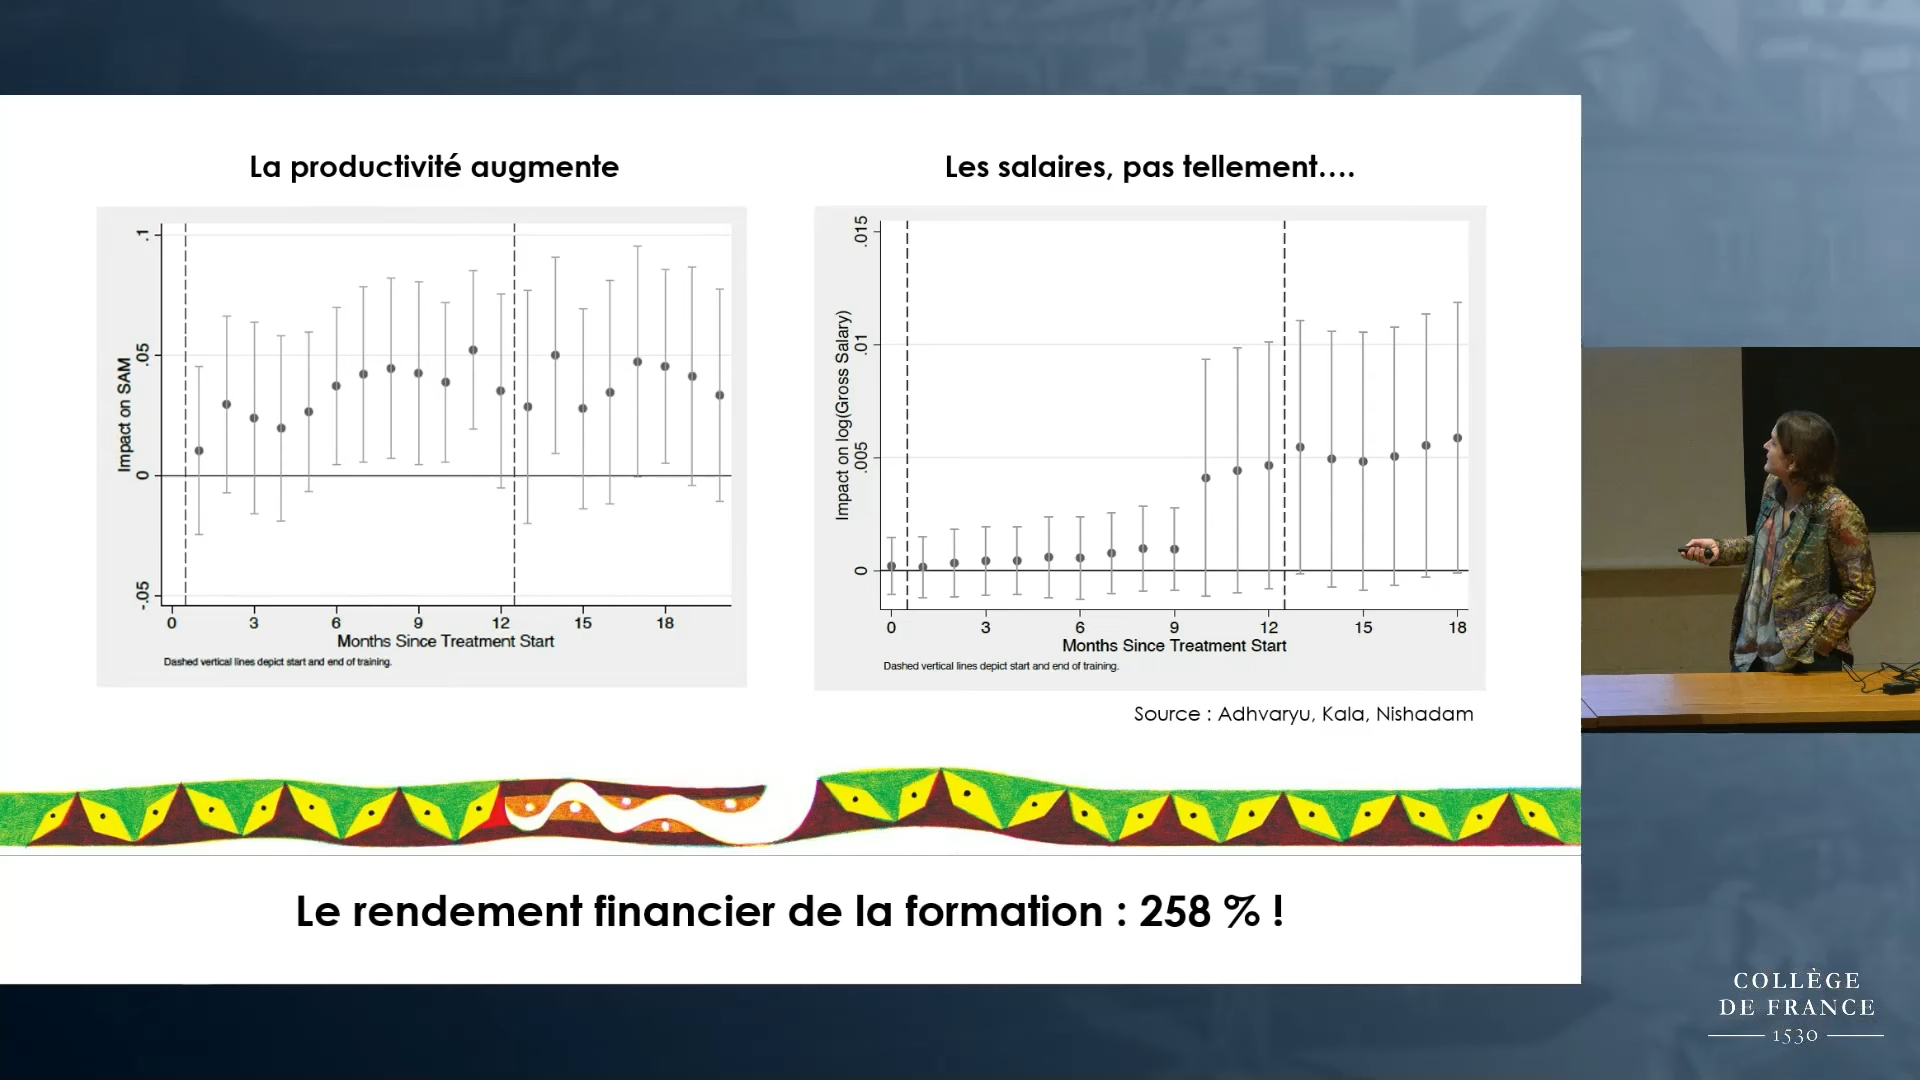 La productivité augmente
Les salaires, pas tellement....
Impact on SAM
.1
.05
0
-.05
0 3 6 9 12 15 18
Months Since Treatment Start
Dashed vertical lines depict start and end of training.
Impact on log(Gross Salary)
.015
.01
.005
0
0 3 6 9 12 15 18
Months Since Treatment Start
Dashed vertical lines depict start and end of training.
Source : Adhvaryu, Kala, Nishadam
Le rendement financier de la formation : 258 % !
COLLÈGE
DE FRANCE
1530